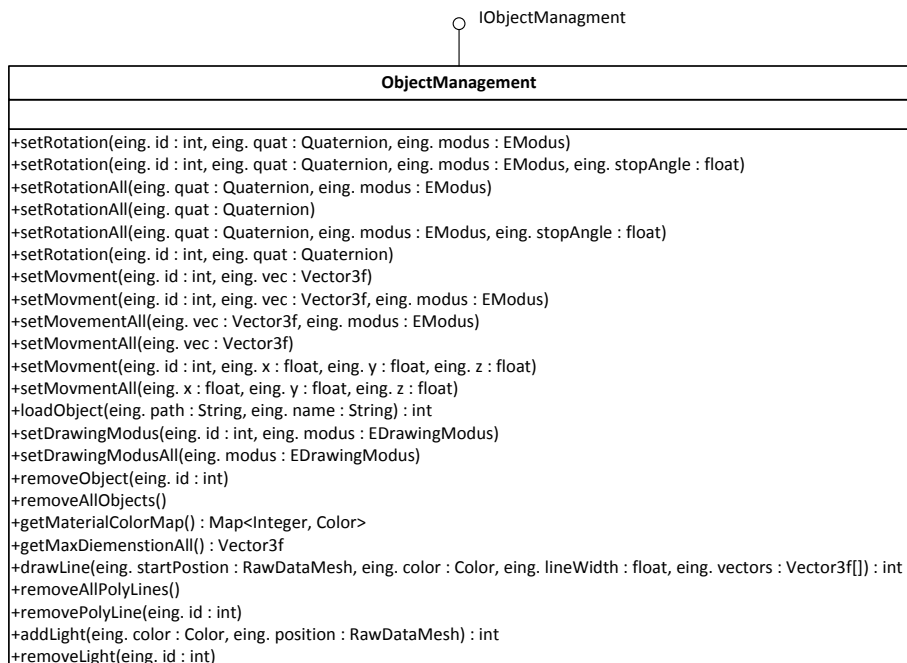 IObjectManagment
ObjectManagement
+setRotation(eing. id : int, eing. quat : Quaternion, eing. modus : EModus)
+setRotation(eing. id : int, eing. quat : Quaternion, eing. modus : EModus, eing. stopAngle : float)
+setRotationAll(eing. quat : Quaternion, eing. modus : EModus)
+setRotationAll(eing. quat : Quaternion)
+setRotationAll(eing. quat : Quaternion, eing. modus : EModus, eing. stopAngle : float)
+setRotation(eing. id : int, eing. quat : Quaternion)
+setMovment(eing. id : int, eing. vec : Vector3f)
+setMovment(eing. id : int, eing. vec : Vector3f, eing. modus : EModus)
+setMovementAll(eing. vec : Vector3f, eing. modus : EModus)
+setMovmentAll(eing. vec : Vector3f)
+setMovment(eing. id : int, eing. x : float, eing. y : float, eing. z : float)
+setMovmentAll(eing. x : float, eing. y : float, eing. z : float)
+loadObject(eing. path : String, eing. name : String) : int
+setDrawingModus(eing. id : int, eing. modus : EDrawingModus)
+setDrawingModusAll(eing. modus : EDrawingModus)
+removeObject(eing. id : int)
+removeAllObjects()
+getMaterialColorMap() : Map<Integer, Color>
+getMaxDiemenstionAll() : Vector3f
+drawLine(eing. startPostion : RawDataMesh, eing. color : Color, eing. lineWidth : float, eing. vectors : Vector3f[]) : int
+removeAllPolyLines()
+removePolyLine(eing. id : int)
+addLight(eing. color : Color, eing. position : RawDataMesh) : int
+removeLight(eing. id : int)